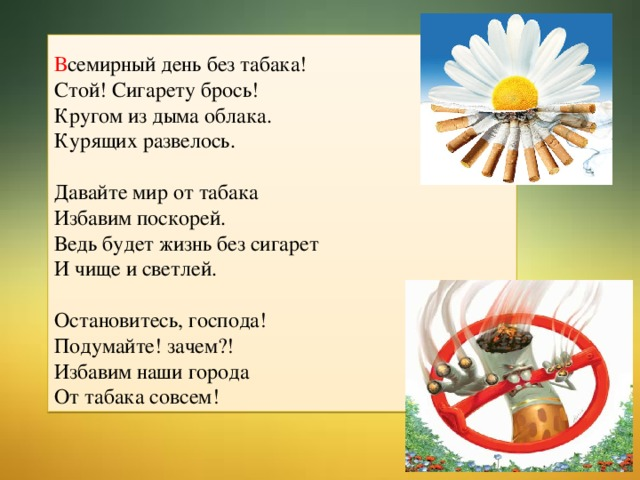 Всемирный день без табака!
Стой! Сигарету брось!
Кругом из дыма облака.
Курящих развелось.

Давайте мир от табака
Избавим поскорей.
Ведь будет жизнь без сигарет
И чище и светлей.

Остановитесь, господа!
Подумайте! зачем?!
Избавим наши города
От табака совсем!